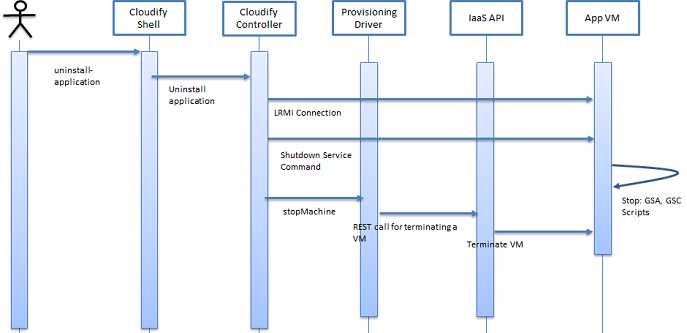 Cloudify
Shell
Cloudify
Controller
Provisioning
Driver
IaaS API
App VM
uninstall-
application
Uninstall
application
LRMI Connection
Shutdown Service
Command
Stop: GSA, GSC
Scripts
stopMachine
REST call for terminating a
VM
Terminate VM